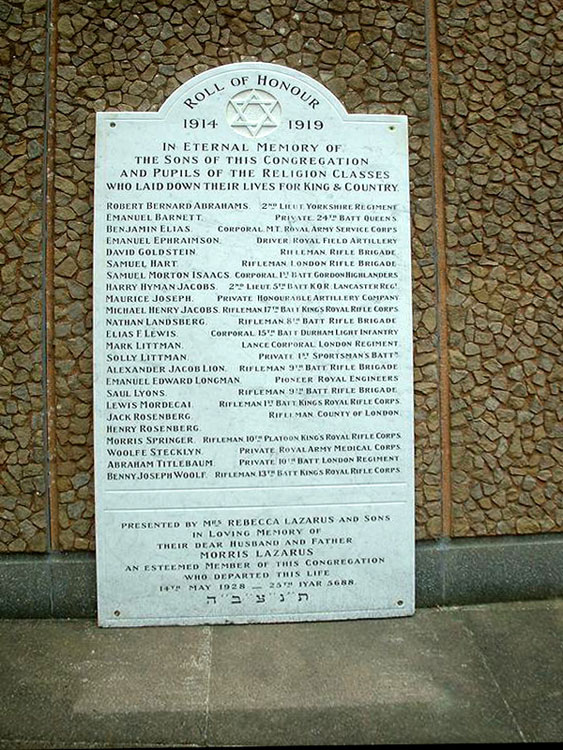 ROLL OF HONOUR
1914 1919
IN ETERNAL MEMORY OF
THE SONS OF THIS CONGREGATION
AND PUPILS OF THE RELIGION CLASSES
WHO LAID DOWN THEIR LIVES FOR KING & COUNTRY.
ROBERT BERNARD ABRAHAMS. 2ND LIEUT. YORKSHIRE REGIMENT
EMANUEL BARNETT. PRIVATE. 24TH BATT QUEENS
BENJAMIN ELIAS. CORPORAL. M.T. ROYAL ARMY SERVICE CORPS
EMANUEL EPHRAIMSON. DRIVER. ROYAL FIELD ARTILLERY
DAVID GOLDSTEIN. RIFLEMAN. RIFLE BRIGADE
SAMUEL HART. RIFLEMAN. LONDON RIFLE BRIGADE
SAMUEL MORTON ISAACS. CORPORAL. 1ST BATT GORDON HIGHLANDERS
HARRY HYMAN JACOBS. 2ND LIEUT. 5TH BATT K.O.R. LANCASTER REGT
MAURICE JOSEPH. PRIVATE HONOURABLE ARTILLERY COMPANY
MICHAEL HENRY JACOBS. RIFLEMAN 17TH BATT KINGS ROYAL RIFLE CORPS
NATHAN LANDSBERG. RIFLEMAN. 8TH BATT RIFLE BRIGADE
ELIAS F. LEWIS. CORPORAL. 15TH BATT DURHAM LIGHT INFANTRY
MARK LITTMAN. LANCE CORPORAL. LONDON REGIMENT
SOLLY LITTMAN. PRIVATE 1ST SPORTSMAN'S BATTN
ALEXANDER JACOB LION. RIFLEMAN 9TH BATT RIFLE BRIGADE
EMANUEL EDWARD LONGMAN. PIONEER ROYAL ENGINEERS
SAUL LYONS. RIFLEMAN. 9TH BATT RIFLE BRIGADE
LEWIS MORDECAI. RIFLEMAN 1ST BATT KINGS ROYAL RIFLE CORPS
JACK ROSENBERG. RIFLEMAN. COUNTY OF LONDON
HENRY ROSENBERG.
MORRIS SPRINGER. RIFLEMAN. 10TH PLATOON KINGS ROYAL RIFLE CORPS
WOOLFE STECKLYN. PRIVATE ROYAL ARMY MEDICAL CORPS
ABRAHAM TITLEBAUM. PRIVATE 10TH BATT LONDON REGIMENT
BENNY JOSEPH WOOLF. RIFLEMAN. 13TH BATT KINGS ROYAL RIFLE CORPS
PRESENTED BY MRS REBECCA LAZARUS AND SONS
IN LOVING MEMORY OF
THEIR DEAR HUSBAND AND FATHER
MORRIS LAZARUS
AN ESTEEMED MEMBER OF THIS CONGREGATION
WHO DEPARTED THIS LIFE
14TH MAY 1928 — 25TH IYAR 5688.
ת"נ"צ"ב"ה